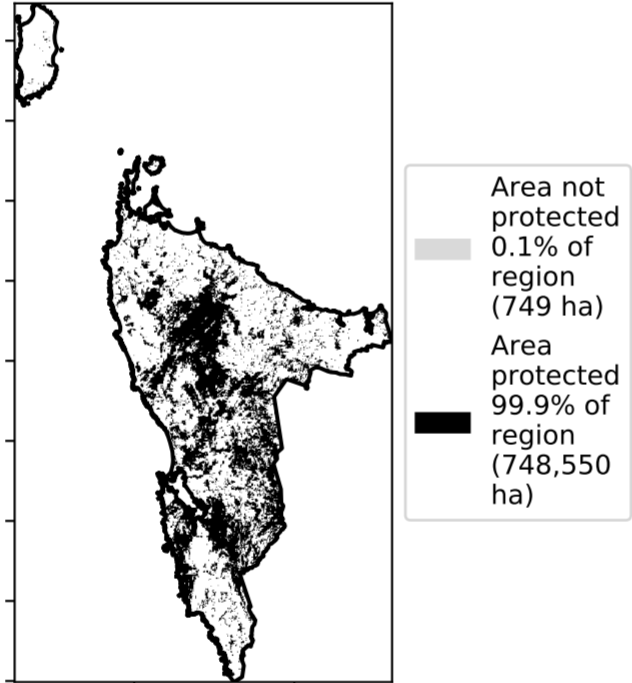 Area not
protected
0.1% of
region
(749 ha)
Area
protected
99.9% of
region
(748,550
ha)